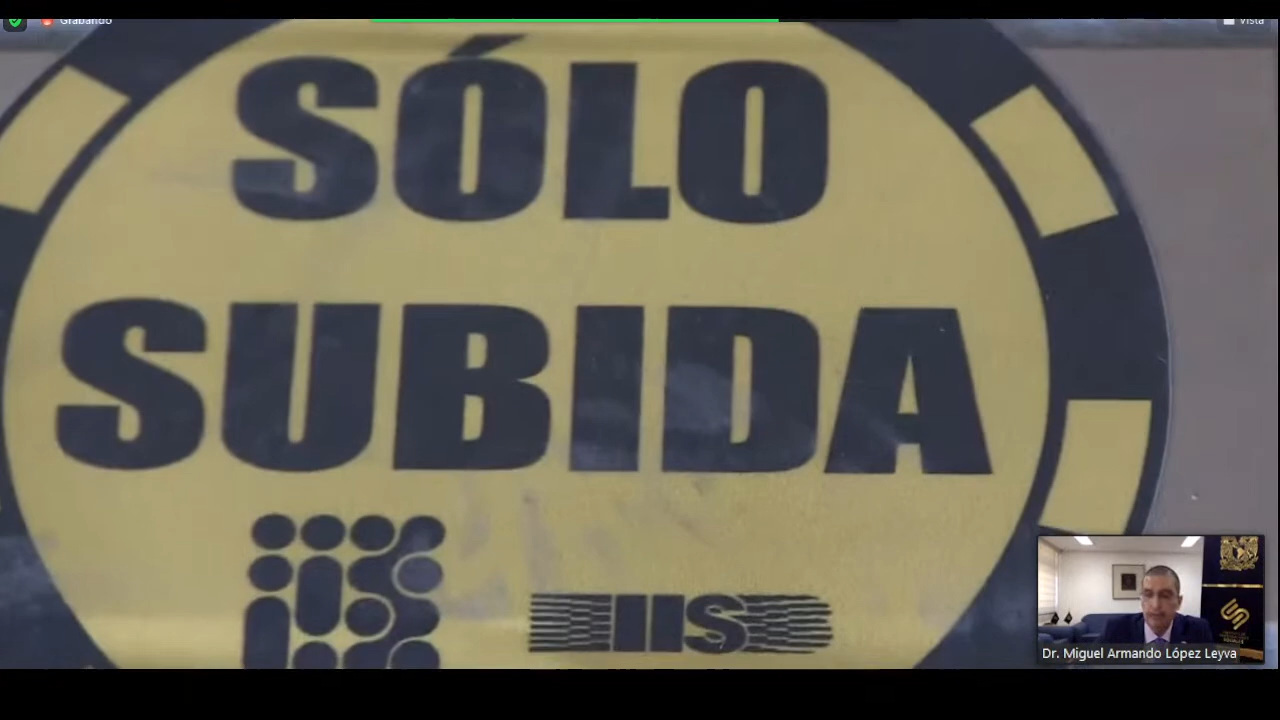 Grabando
Vista
SÓLO
SUBIDA
IIS
Dr. Miguel Armando López Leyva